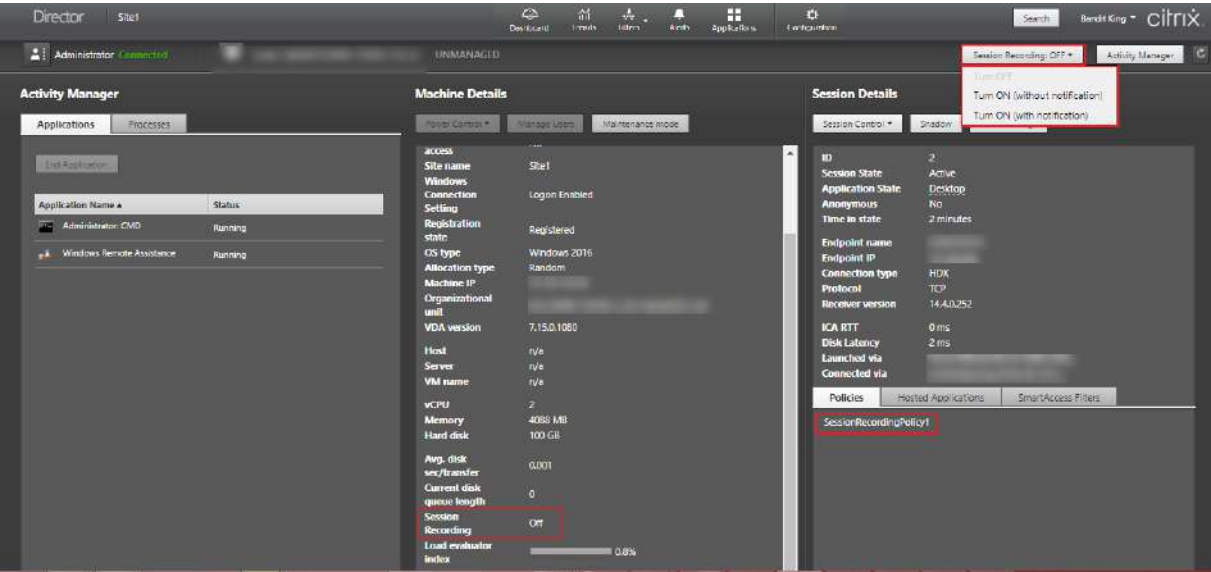 Director Site1 Dashboard Trends Filters Alerts Applications Configuration Search Bandit King citrix
Administrator Connected UNMANAGED Session Recording: OFF Activity Manager
Turn OFF
Turn ON (without notification)
Turn ON (with notification)
Activity Manager
Applications Processes
End Application
Application Name Status
Administrator: CMD Running
Windows Remote Assistance Running
Machine Details
Power Control Manage Users Maintenance mode
access No
Site name Site1
Windows
Connection Logon Enabled
Setting
Registration
state Registered
OS type Windows 2016
Allocation type Random
Machine IP
Organizational
unit
VDA version 7.15.0.1080
Host n/a
Server n/a
VM name n/a
vCPU 2
Memory 4088 MB
Hard disk 100 GB
Avg. disk
sec/transfer 0.001
Current disk
queue length 0
Session
Recording Off
Load evaluator
index 0.8%
Session Details
Session Control Shadow
ID 2
Session State Active
Application State Desktop
Anonymous No
Time in state 2 minutes
Endpoint name
Endpoint IP
Connection type HDX
Protocol TCP
Receiver version 14.4.0.252
ICA RTT 0 ms
Disk Latency 2 ms
Launched via
Connected via
Policies Hosted Applications SmartAccess Filters
SessionRecordingPolicy1